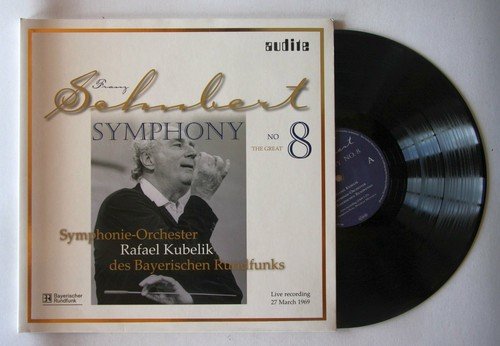 audite
Franz
Schubert
SYMPHONY
NO
THE GREAT
8
Symphonie-Orchester
Rafael Kubelik
des Bayerischen Rundfunks
BR
Bayerischer
Rundfunk
Live recording
27 March 1969
A